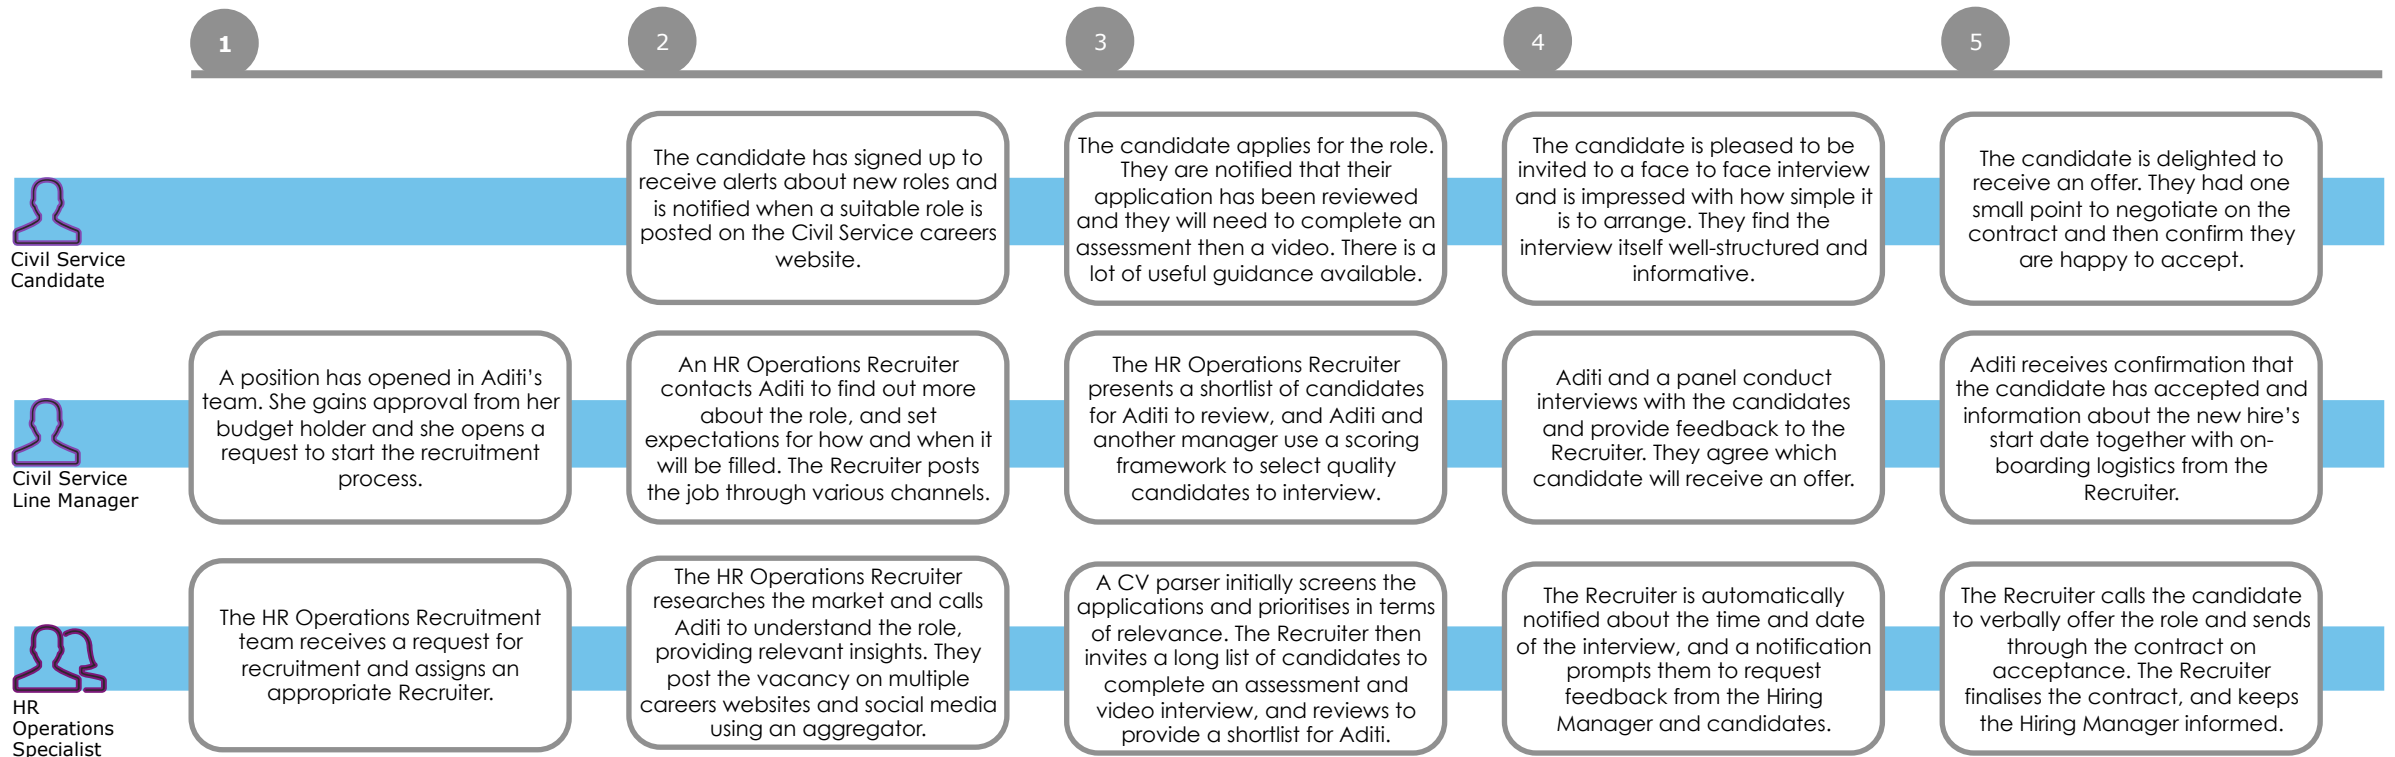 1
2
3
4
5
Civil Service
Candidate
The candidate has signed up to
receive alerts about new roles and
is notified when a suitable role is
posted on the Civil Service careers
website.
The candidate applies for the role.
They are notified that their
application has been reviewed
and they will need to complete an
assessment then a video. There is a
lot of useful guidance available.
The candidate is pleased to be
invited to a face to face interview
and is impressed with how simple it
is to arrange. They find the
interview itself well-structured and
informative.
The candidate is delighted to
receive an offer. They had one
small point to negotiate on the
contract and then confirm they
are happy to accept.
Civil Service
Line Manager
A position has opened in Aditi’s
team. She gains approval from her
budget holder and she opens a
request to start the recruitment
process.
An HR Operations Recruiter
contacts Aditi to find out more
about the role, and set
expectations for how and when it
will be filled. The Recruiter posts
the job through various channels.
The HR Operations Recruiter
presents a shortlist of candidates
for Aditi to review, and Aditi and
another manager use a scoring
framework to select quality
candidates to interview.
Aditi and a panel conduct
interviews with the candidates
and provide feedback to the
Recruiter. They agree which
candidate will receive an offer.
Aditi receives confirmation that
the candidate has accepted and
information about the new hire’s
start date together with on-
boarding logistics from the
Recruiter.
HR
Operations
Specialist
The HR Operations Recruitment
team receives a request for
recruitment and assigns an
appropriate Recruiter.
The HR Operations Recruiter
researches the market and calls
Aditi to understand the role,
providing relevant insights. They
post the vacancy on multiple
careers websites and social media
using an aggregator.
A CV parser initially screens the
applications and prioritises in terms
of relevance. The Recruiter then
invites a long list of candidates to
complete an assessment and
video interview, and reviews to
provide a shortlist for Aditi.
The Recruiter is automatically
notified about the time and date
of the interview, and a notification
prompts them to request
feedback from the Hiring
Manager and candidates.
The Recruiter calls the candidate
to verbally offer the role and sends
through the contract on
acceptance. The Recruiter
finalises the contract, and keeps
the Hiring Manager informed.